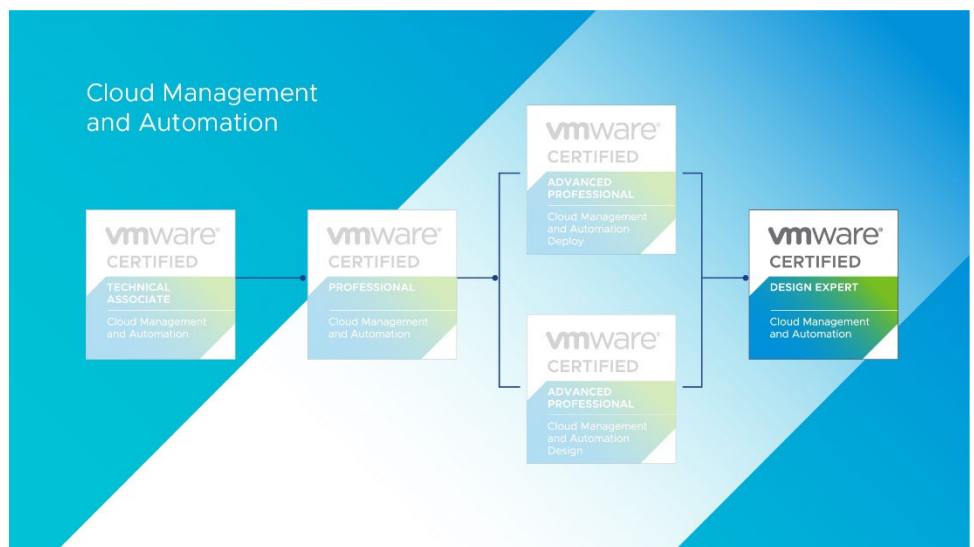 Cloud Management
and Automation
vmware®
CERTIFIED
TECHNICAL
ASSOCIATE
Cloud Management
and Automation
vmware®
CERTIFIED
PROFESSIONAL
Cloud Management
and Automation
vmware®
CERTIFIED
ADVANCED
PROFESSIONAL
Cloud Management
and Automation
Deploy
vmware®
CERTIFIED
ADVANCED
PROFESSIONAL
Cloud Management
and Automation
Design
vmware®
CERTIFIED
DESIGN EXPERT
Cloud Management
and Automation